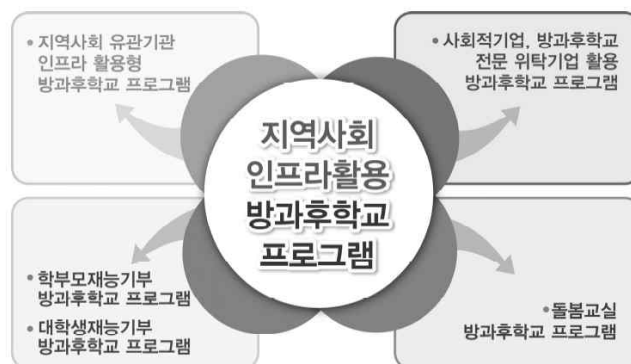 • 지역사회 유관기관
인프라 활용형
방과후학교 프로그램
• 사회적기업, 방과후학교
전문 위탁기업 활용
방과후학교 프로그램
지역사회
인프라활용
방과후학교
프로그램
• 학부모재능기부
방과후학교 프로그램
• 대학생재능기부
방과후학교 프로그램
• 돌봄교실
방과후학교 프로그램